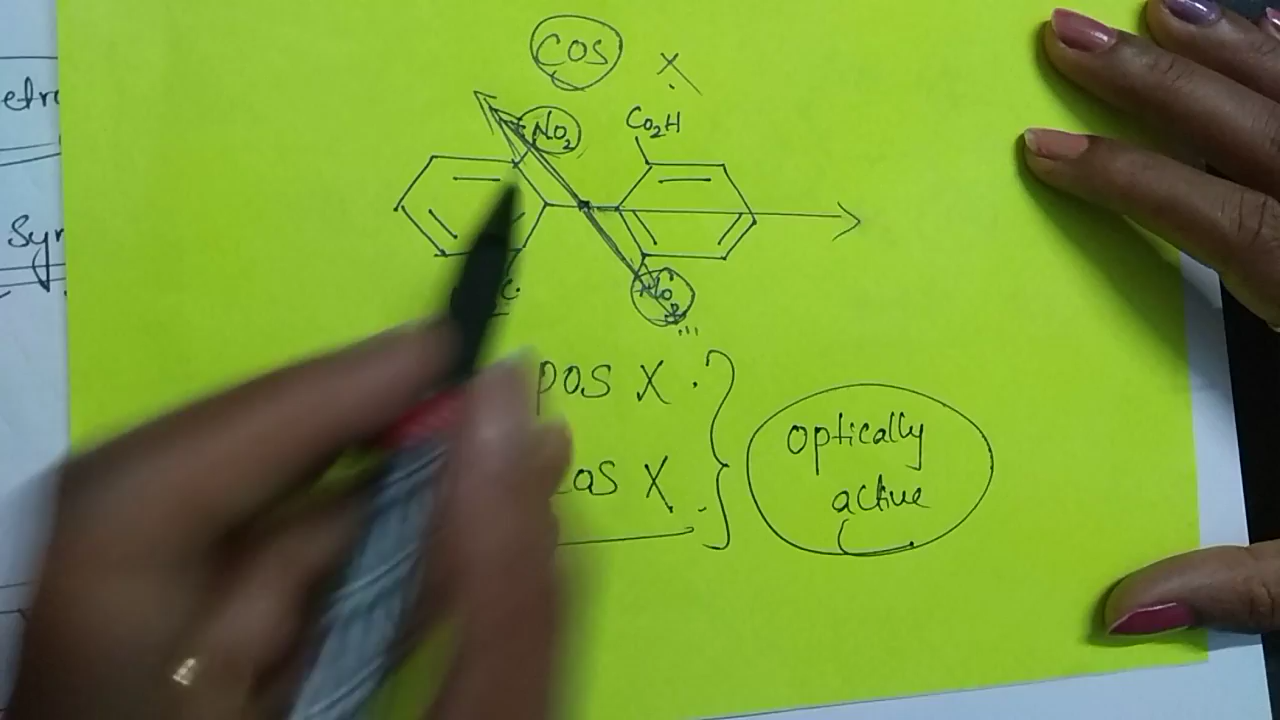 COS X
NO2 CO2H
NO2
POS X
COS X
optically
active